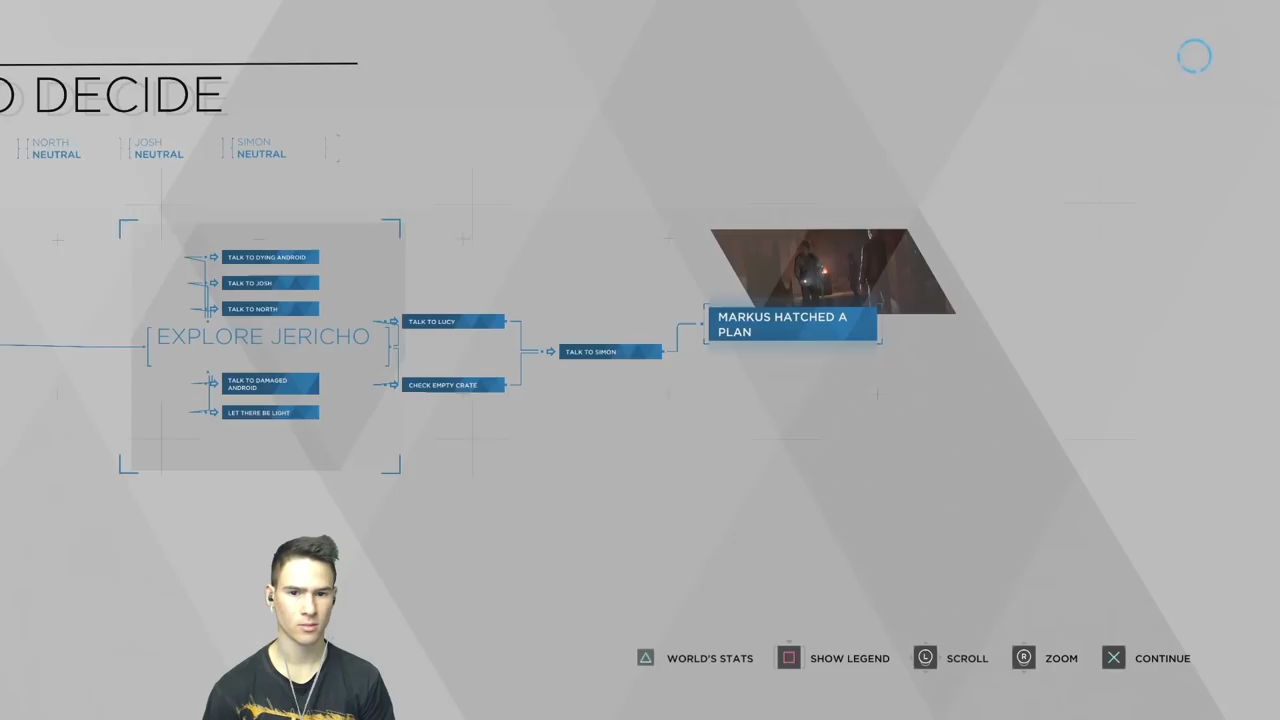 O DECIDE
NORTH
NEUTRAL
JOSH
NEUTRAL
SIMON
NEUTRAL
TALK TO DYING ANDROID
TALK TO JOSH
TALK TO NORTH
EXPLORE JERICHO
TALK TO DAMAGED
ANDROID
LET THERE BE LIGHT
TALK TO LUCY
CHECK EMPTY CRATE
TALK TO SIMON
MARKUS HATCHED A
PLAN
WORLD'S STATS
SHOW LEGEND
L
SCROLL
R
ZOOM
CONTINUE